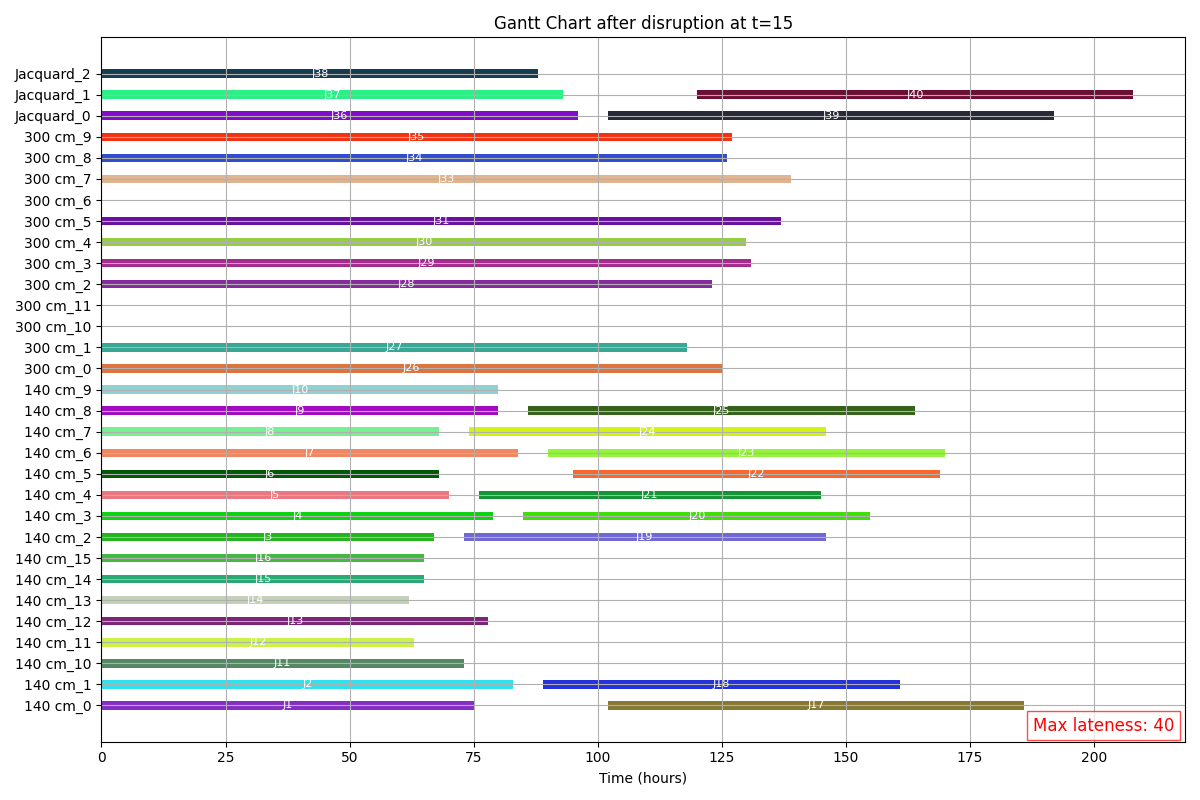 Gantt Chart after disruption at t=15
Jacquard_2 J38
Jacquard_1 J37 J40
Jacquard_0 J36 J39
300 cm_9 J35
300 cm_8 J34
300 cm_7 J33
300 cm_6
300 cm_5 J31
300 cm_4 J30
300 cm_3 J29
300 cm_2 J28
300 cm_11
300 cm_10
300 cm_1 J27
300 cm_0 J26
140 cm_9 J10
140 cm_8 J9 J25
140 cm_7 J8 J24
140 cm_6 J7 J23
140 cm_5 J6 J22
140 cm_4 J5 J21
140 cm_3 J4 J20
140 cm_2 J3 J19
140 cm_15 J16
140 cm_14 J15
140 cm_13 J14
140 cm_12 J13
140 cm_11 J12
140 cm_10 J11
140 cm_1 J2 J18
140 cm_0 J1 J17
Max lateness: 40
0 25 50 75 100 125 150 175 200
Time (hours)